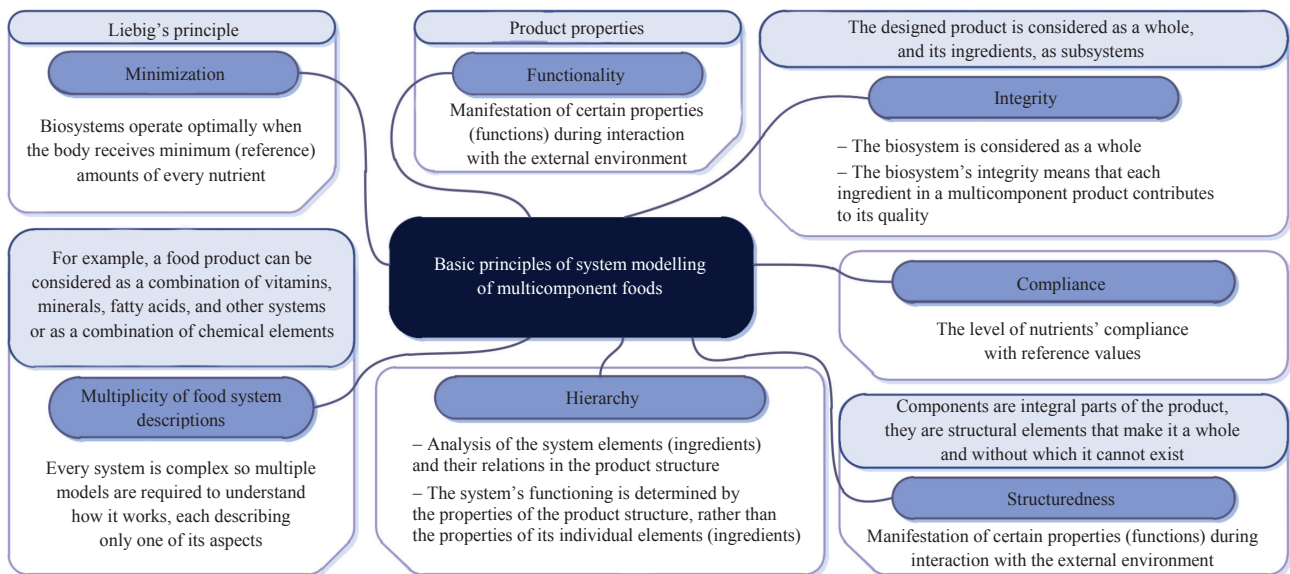 Liebig's principle
Minimization
Biosystems operate optimally when
the body receives minimum (reference)
amounts of every nutrient
Product properties
Functionality
Manifestation of certain properties
(functions) during interaction
with the external environment
The designed product is considered as a whole,
and its ingredients, as subsystems
Integrity
– The biosystem is considered as a whole
– The biosystem's integrity means that each
ingredient in a multicomponent product contributes
to its quality
For example, a food product can be
considered as a combination of vitamins,
minerals, fatty acids, and other systems
or as a combination of chemical elements
Multiplicity of food system
descriptions
Every system is complex so multiple
models are required to understand
how it works, each describing
only one of its aspects
Basic principles of system modelling
of multicomponent foods
Hierarchy
– Analysis of the system elements (ingredients)
and their relations in the product structure
– The system's functioning is determined by
the properties of the product structure, rather than
the properties of its individual elements (ingredients)
Compliance
The level of nutrients' compliance
with reference values
Components are integral parts of the product,
they are structural elements that make it a whole
and without which it cannot exist
Structuredness
Manifestation of certain properties (functions) during
interaction with the external environment